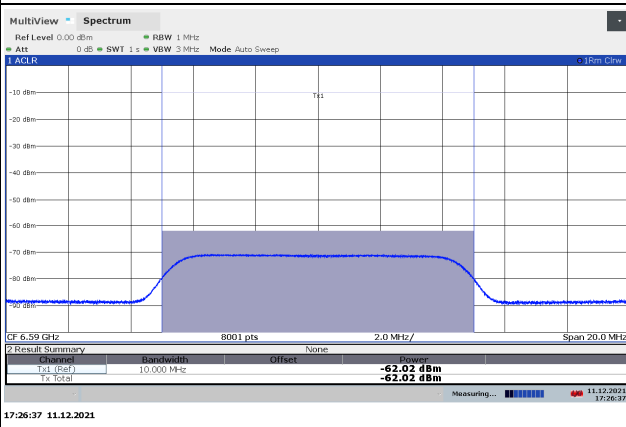 MultiView Spectrum
Ref Level 0.00 dBm RBW 1 MHz
Att 0 dB SWT 1 s VBW 3 MHz Mode Auto Sweep
1 ACLR 1Rm Clrw
Tx1
-10 dBm
-20 dBm
-30 dBm
-40 dBm
-50 dBm
-60 dBm
-70 dBm
-80 dBm
-90 dBm
CF 6.59 GHz 8001 pts 2.0 MHz/ Span 20.0 MHz
2 Result Summary None
Channel Bandwidth Offset Power
Tx1 (Ref) 10.000 MHz -62.02 dBm
Tx Total -62.02 dBm
Measuring... 11.12.2021
17:26:37
17:26:37 11.12.2021